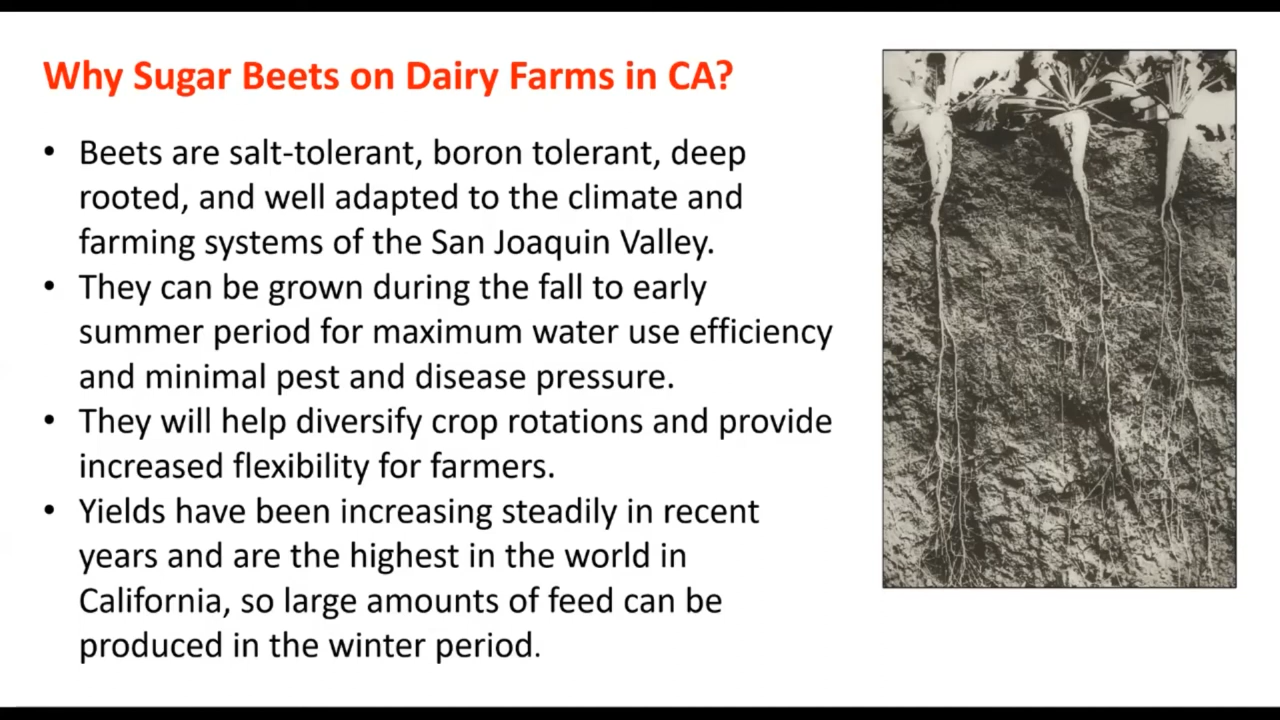 Why Sugar Beets on Dairy Farms in CA?
• Beets are salt-tolerant, boron tolerant, deep
rooted, and well adapted to the climate and
farming systems of the San Joaquin Valley.
• They can be grown during the fall to early
summer period for maximum water use efficiency
and minimal pest and disease pressure.
• They will help diversify crop rotations and provide
increased flexibility for farmers.
• Yields have been increasing steadily in recent
years and are the highest in the world in
California, so large amounts of feed can be
produced in the winter period.